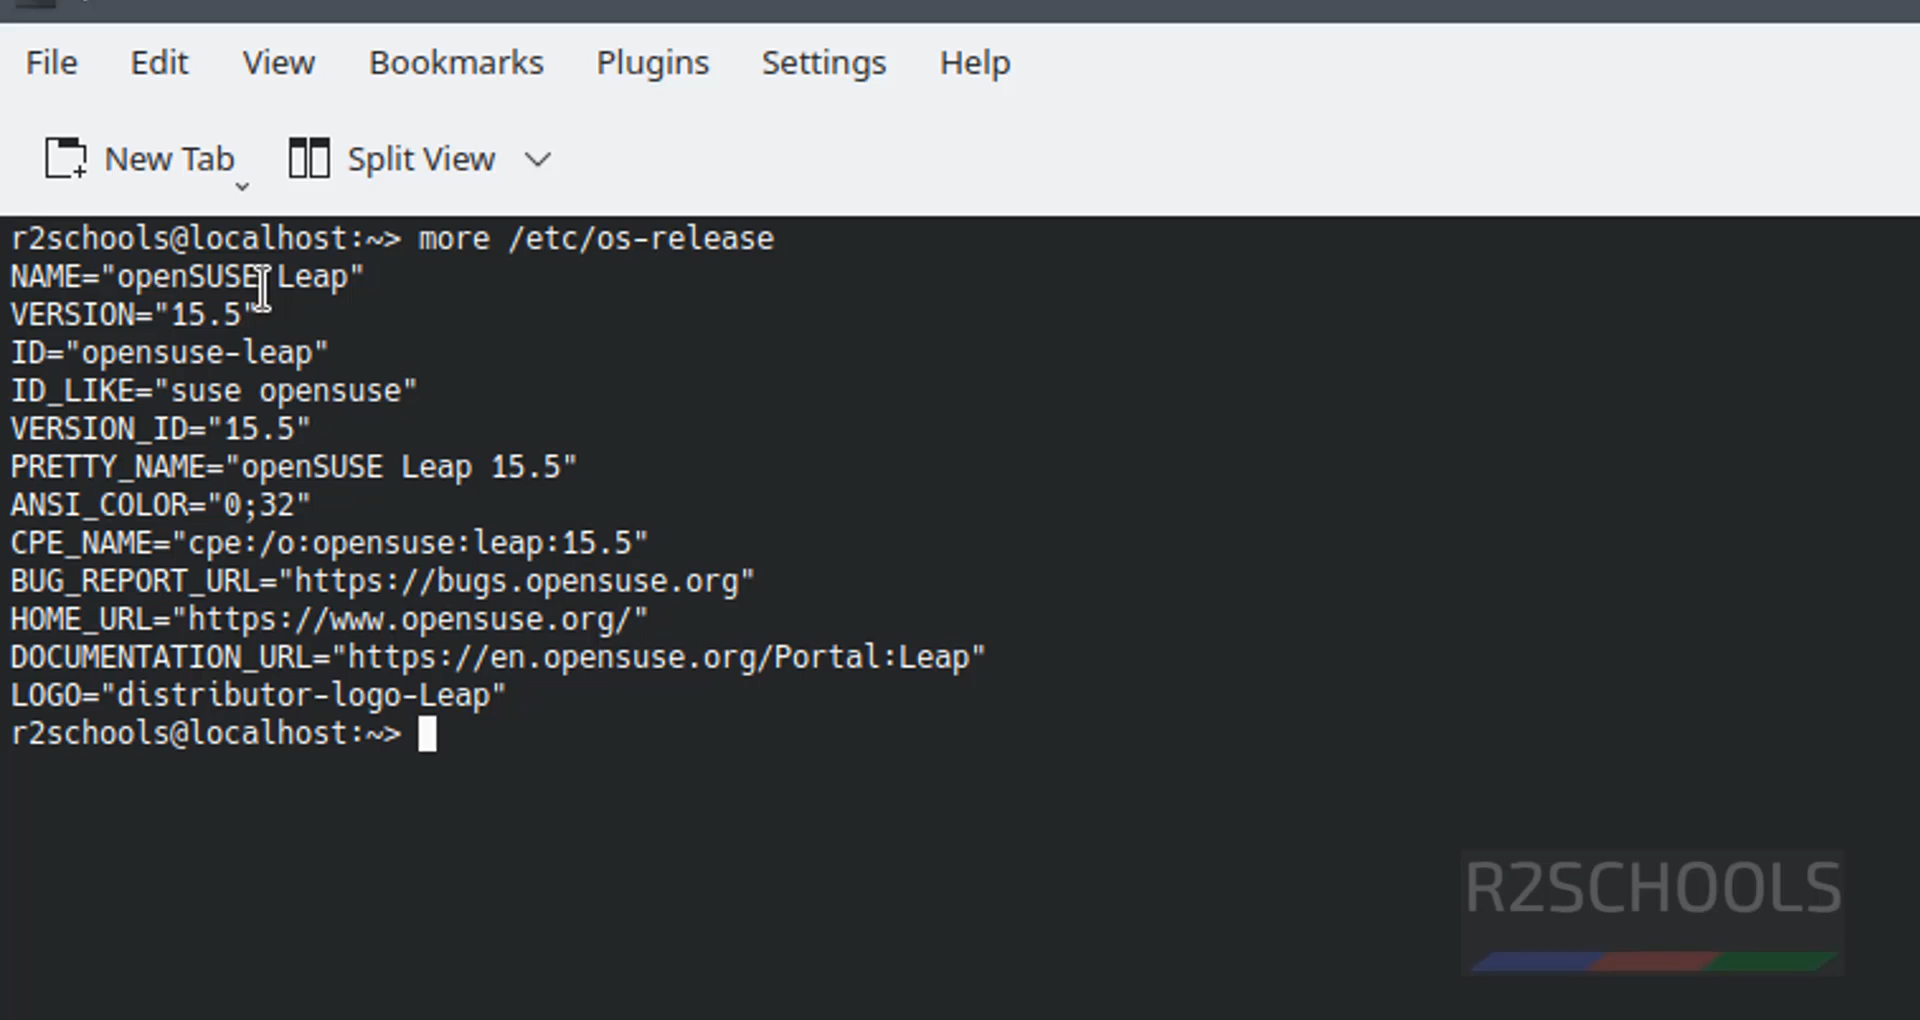 File Edit View Bookmarks Plugins Settings Help
New Tab Split View
r2schools@localhost:~> more /etc/os-release
NAME="openSUSE Leap"
VERSION="15.5"
ID="opensuse-leap"
ID_LIKE="suse opensuse"
VERSION_ID="15.5"
PRETTY_NAME="openSUSE Leap 15.5"
ANSI_COLOR="0;32"
CPE_NAME="cpe:/o:opensuse:leap:15.5"
BUG_REPORT_URL="https://bugs.opensuse.org"
HOME_URL="https://www.opensuse.org/"
DOCUMENTATION_URL="https://en.opensuse.org/Portal:Leap"
LOGO="distributor-logo-Leap"
r2schools@localhost:~>
R2SCHOOLS